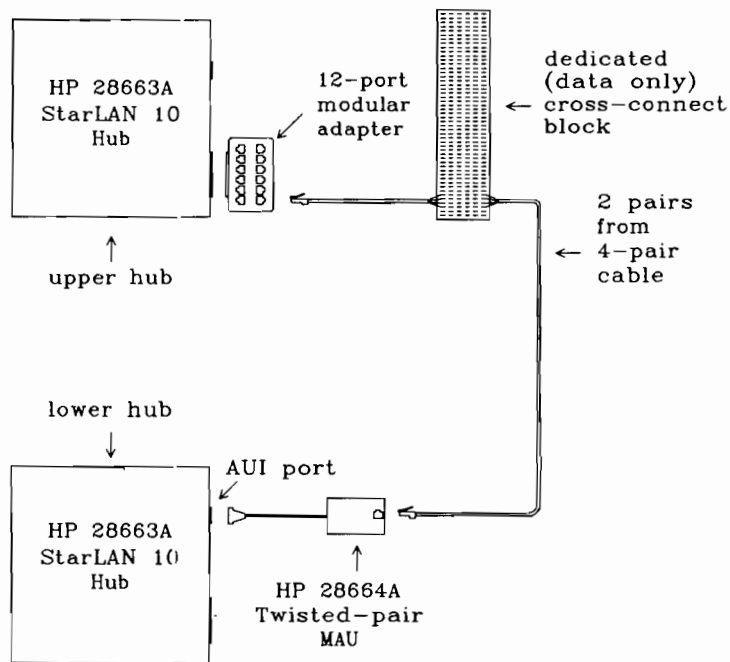 HP 28663A
StarLAN 10
Hub
12-port
modular
adapter
dedicated
(data only)
cross-connect
block
2 pairs
from
4-pair
cable
upper hub
lower hub
AUI port
HP 28663A
StarLAN 10
Hub
HP 28664A
Twisted-pair
MAU